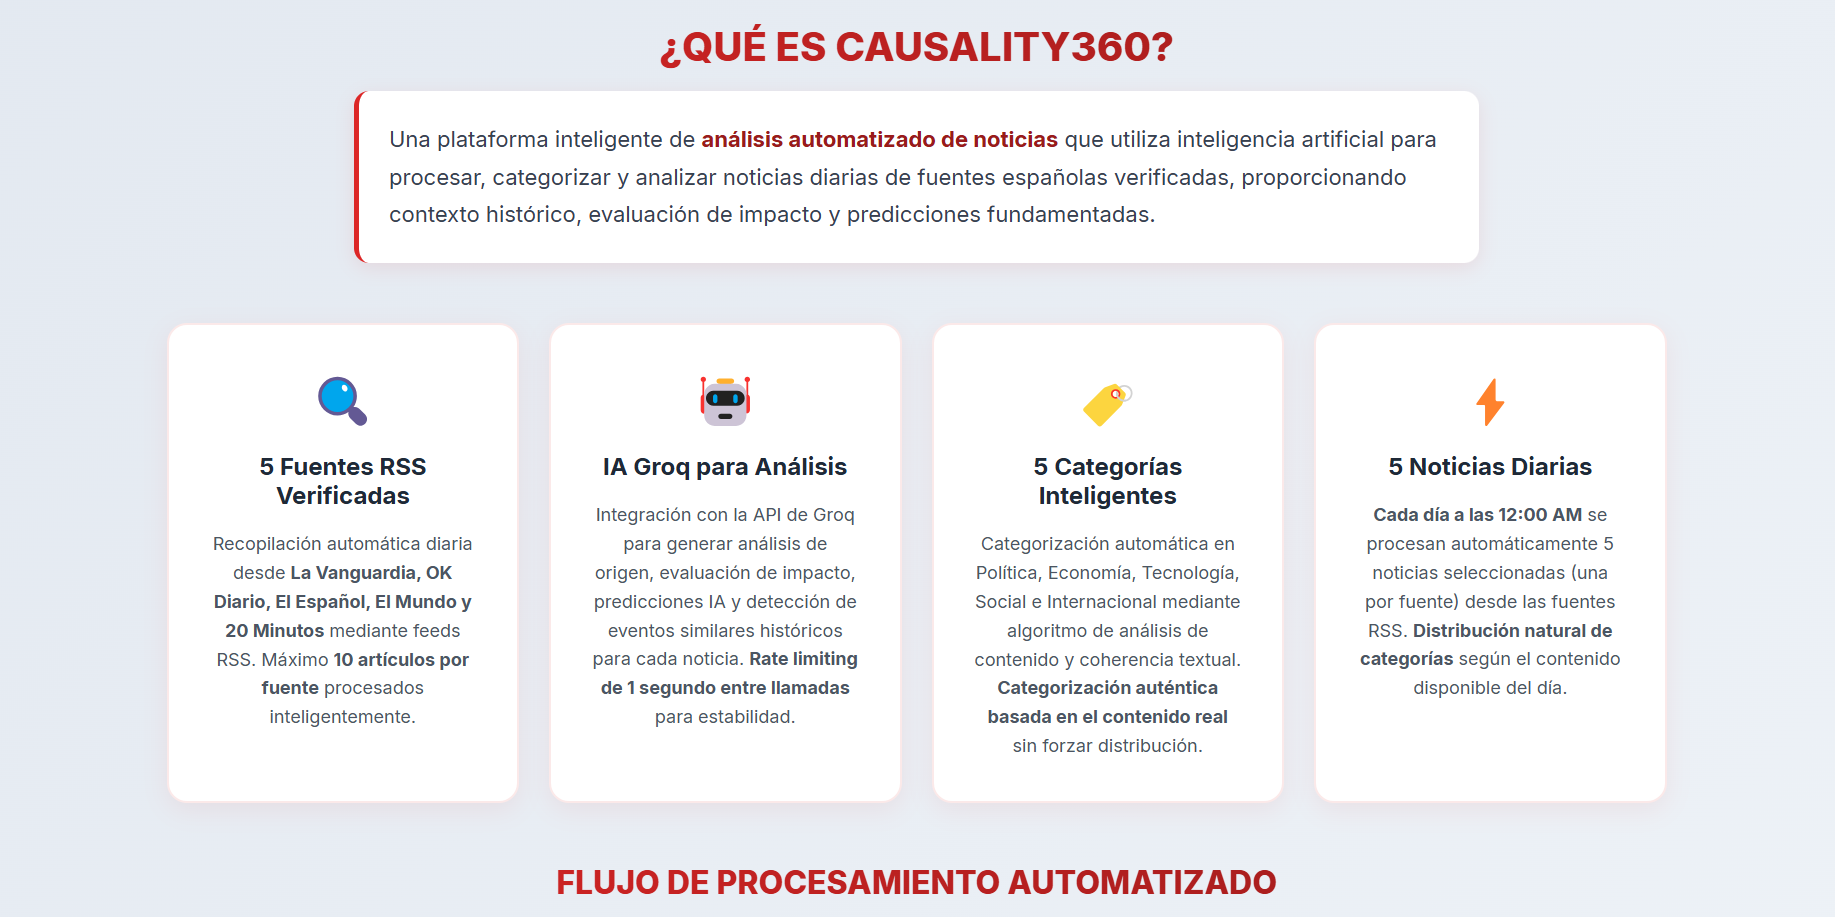 ¿QUÉ ES CAUSALITY360?
Una plataforma inteligente de análisis automatizado de noticias que utiliza inteligencia artificial para
procesar, categorizar y analizar noticias diarias de fuentes españolas verificadas, proporcionando
contexto histórico, evaluación de impacto y predicciones fundamentadas.
5 Fuentes RSS
Verificadas
Recopilación automática diaria
desde La Vanguardia, OK
Diario, El Español, El Mundo y
20 Minutos mediante feeds
RSS. Máximo 10 artículos por
fuente procesados
inteligentemente.
IA Groq para Análisis
Integración con la API de Groq
para generar análisis de
origen, evaluación de impacto,
predicciones IA y detección de
eventos similares históricos
para cada noticia. Rate limiting
de 1 segundo entre llamadas
para estabilidad.
5 Categorías
Inteligentes
Categorización automática en
Política, Economía, Tecnología,
Social e Internacional mediante
algoritmo de análisis de
contenido y coherencia textual.
Categorización auténtica
basada en el contenido real
sin forzar distribución.
5 Noticias Diarias
Cada día a las 12:00 AM se
procesan automáticamente 5
noticias seleccionadas (una
por fuente) desde las fuentes
RSS. Distribución natural de
categorías según el contenido
disponible del día.
FLUJO DE PROCESAMIENTO AUTOMATIZADO